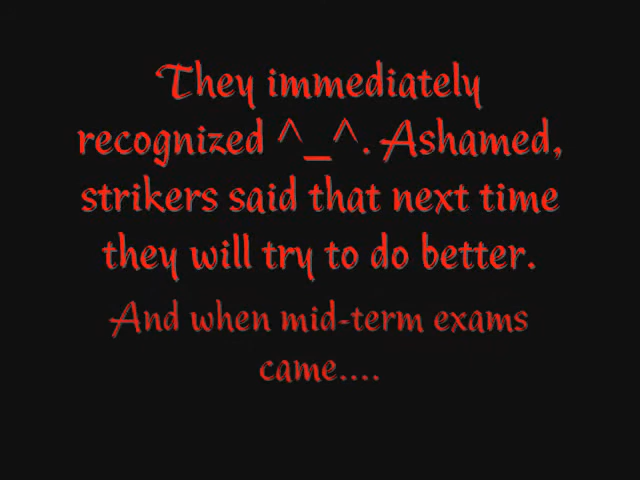 They immediately
recognized ^_^. Ashamed,
strikers said that next time
they will try to do better.
And when mid-term exams
came....